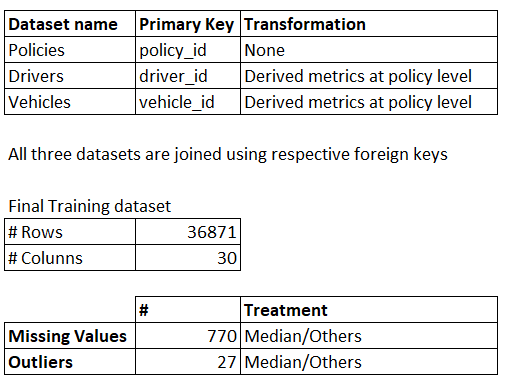 Dataset name Primary Key Transformation
Policies policy_id None
Drivers driver_id Derived metrics at policy level
Vehicles vehicle_id Derived metrics at policy level
All three datasets are joined using respective foreign keys
Final Training dataset
# Rows 36871
# Colunns 30
# Treatment
Missing Values 770 Median/Others
Outliers 27 Median/Others